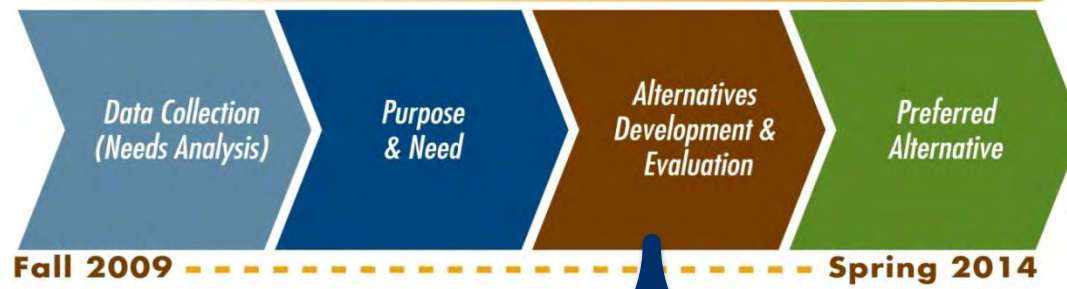 Data Collection
(Needs Analysis)
Purpose
& Need
Alternatives
Development &
Evaluation
Preferred
Alternative
Fall 2009
Spring 2014